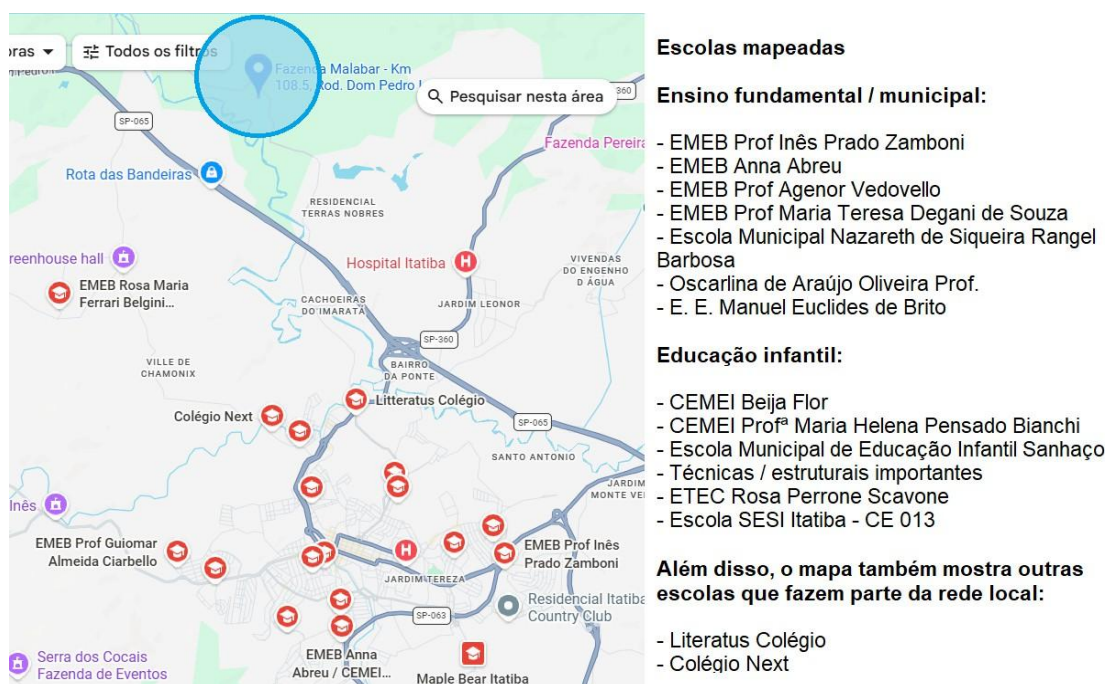 oras
Todos os filtros
Fazenda Malabar - Km
108.5, Rod. Dom Pedro I
Pesquisar nesta área
360
SP-065
Fazenda Pereira
Rota das Bandeiras
RESIDENCIAL
TERRAS NOBRES
reenhouse hall
Hospital Itatiba
VIVENDAS
DO ENGENHO
D ÁGUA
EMEB Rosa Maria
Ferrari Belgini...
CACHOEIRAS
DO IMARATÁ
JARDIM LEONOR
SP-360
VILLE DE
CHAMONIX
BAIRRO
DA PONTE
Litteratus Colégio
Colégio Next
SP-065
SANTO ANTONIO
JARDIM
MONTE VE
Inês
EMEB Prof Guiomar
Almeida Ciarbello
H
EMEB Prof Inês
Prado Zamboni
JARDIM TEREZA
Residencial Itatiba
Country Club
SP-063
Serra dos Cocais
Fazenda de Eventos
EMEB Anna
Abreu / CEMEI...
Maple Bear Itatiba
Escolas mapeadas
Ensino fundamental / municipal:
- EMEB Prof Inês Prado Zamboni
- EMEB Anna Abreu
- EMEB Prof Agenor Vedovello
- EMEB Prof Maria Teresa Degani de Souza
- Escola Municipal Nazareth de Siqueira Rangel
Barbosa
- Oscarlina de Araújo Oliveira Prof.
- E. E. Manuel Euclides de Brito
Educação infantil:
- CEMEI Beija Flor
- CEMEI Profª Maria Helena Pensado Bianchi
- Escola Municipal de Educação Infantil Sanhaço
- Técnicas / estruturais importantes
- ETEC Rosa Perrone Scavone
- Escola SESI Itatiba - CE 013
Além disso, o mapa também mostra outras
escolas que fazem parte da rede local:
- Literatus Colégio
- Colégio Next